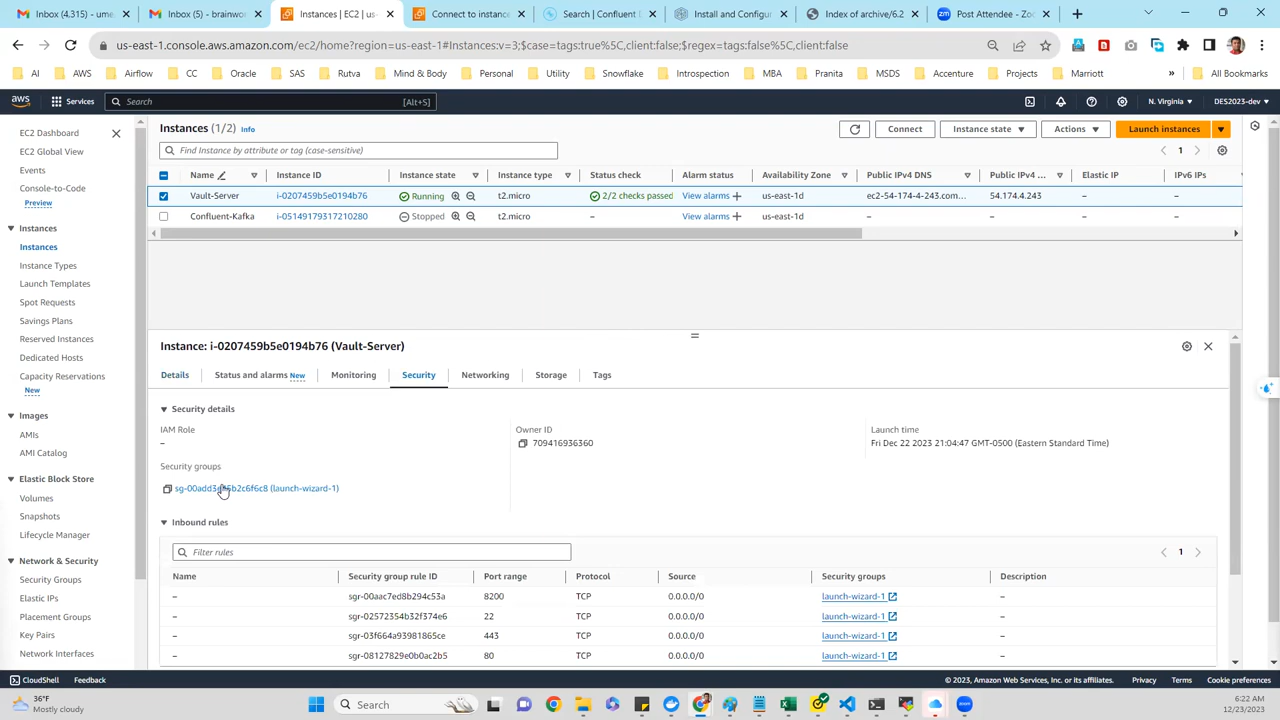 Inbox (4,315) - ume
Inbox (5) - brainwor
Instances | EC2 | us-
Connect to instance
Search | Confluent D
Install and Configur
Index of archive/6.2
Post Attendee - Zoo
us-east-1.console.aws.amazon.com/ec2/home?region=us-east-1#Instances:v=3;$case=tags:true%5C,client:false;$regex=tags:false%5C,client:false
AI AWS Airflow CC Oracle SAS Rutva Mind & Body Personal Utility Snowflake Introspection MBA Pranita MSDS Accenture Projects Marriott » All Bookmarks
aws Services Search [Alt+S] N. Virginia DES2023-dev
EC2 Dashboard
EC2 Global View
Events
Console-to-Code
Preview
Instances
Instances
Instance Types
Launch Templates
Spot Requests
Savings Plans
Reserved Instances
Dedicated Hosts
Capacity Reservations
New
Images
AMIs
AMI Catalog
Elastic Block Store
Volumes
Snapshots
Lifecycle Manager
Network & Security
Security Groups
Elastic IPs
Placement Groups
Key Pairs
Network Interfaces
Instances (1/2) Info
Connect Instance state Actions Launch instances
Find Instance by attribute or tag (case-sensitive) 1
Name Instance ID Instance state Instance type Status check Alarm status Availability Zone Public IPv4 DNS Public IPv4 ... Elastic IP IPv6 IPs
Vault-Server i-0207459b5e0194b76 Running t2.micro 2/2 checks passed View alarms + us-east-1d ec2-54-174-4-243.com... 54.174.4.243 – –
Confluent-Kafka i-05149179317210280 Stopped t2.micro – View alarms + us-east-1d – – – –
Instance: i-0207459b5e0194b76 (Vault-Server)
Details Status and alarms New Monitoring Security Networking Storage Tags
Security details
IAM Role Owner ID Launch time
– 709416936360 Fri Dec 22 2023 21:04:47 GMT-0500 (Eastern Standard Time)
Security groups
(launch-wizard-1)
Inbound rules
Filter rules 1
Name Security group rule ID Port range Protocol Source Security groups Description
– sgr-00aac7ed8b294c53a 8200 TCP 0.0.0.0/0 launch-wizard-1 –
– sgr-02572354b32f374e6 22 TCP 0.0.0.0/0 launch-wizard-1 –
– sgr-03f664a93981865ce 443 TCP 0.0.0.0/0 launch-wizard-1 –
– sgr-08127829e0b0ac2b5 80 TCP 0.0.0.0/0 launch-wizard-1 –
CloudShell Feedback © 2023, Amazon Web Services, Inc. or its affiliates. Privacy Terms Cookie preferences
36°F
Mostly cloudy
Search
6:22 AM
12/23/2023